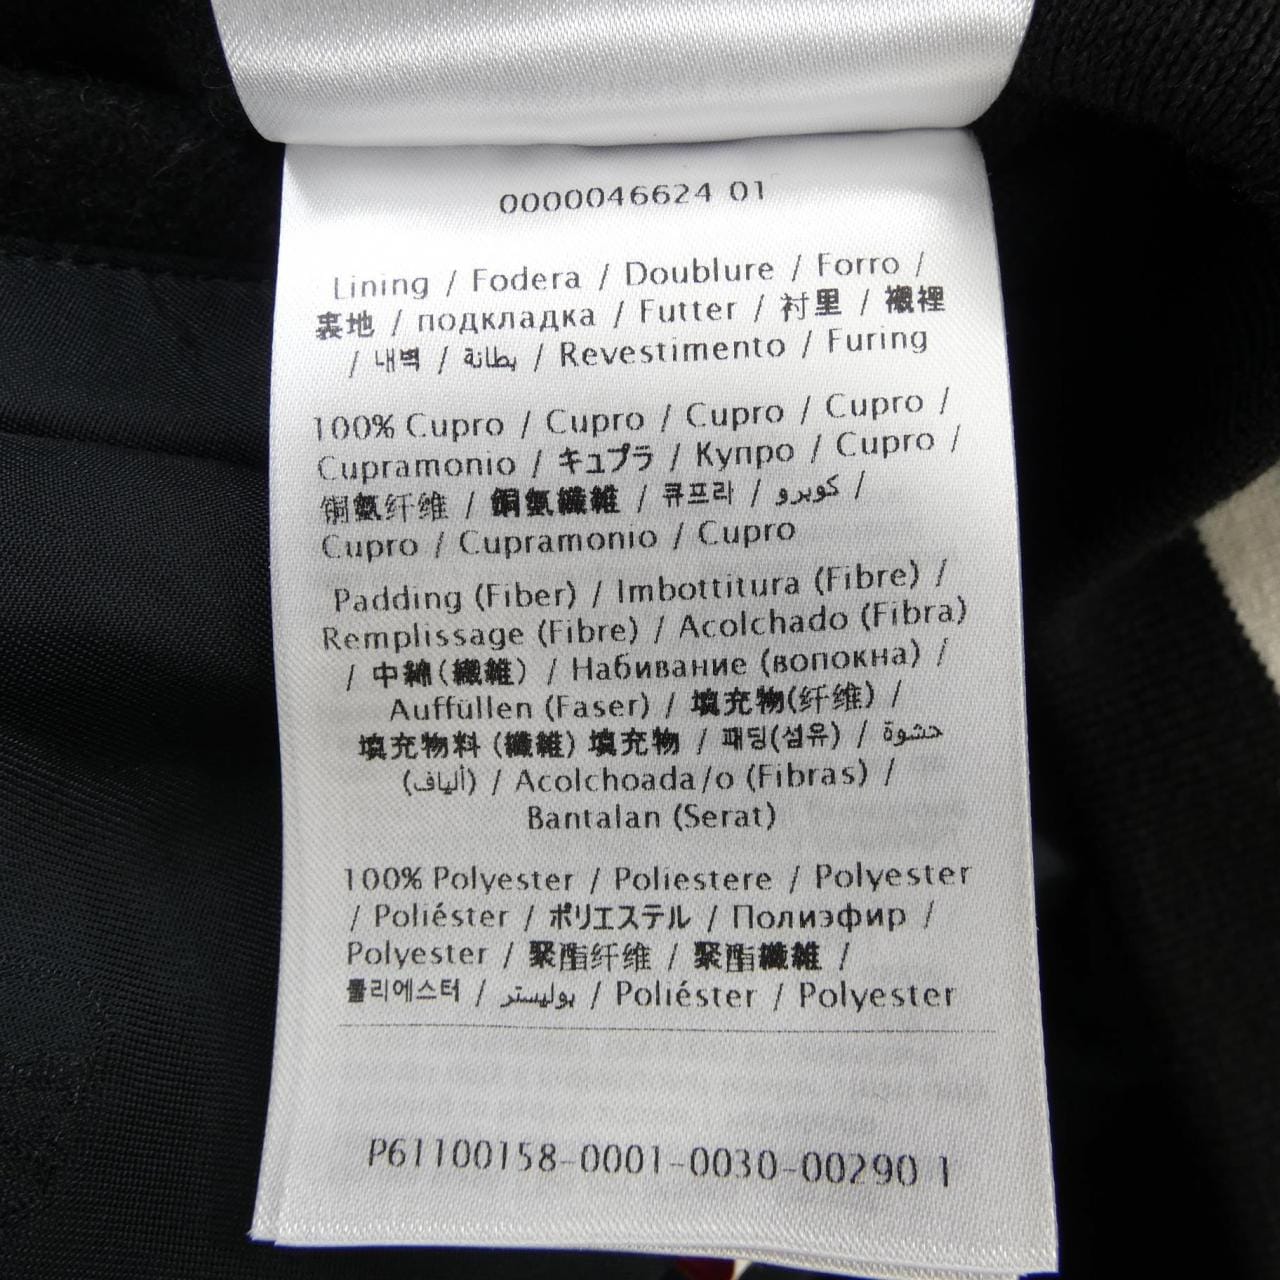 0000046624 01
Lining / Fodera / Doublure / Forro /
裏地 / подкладка / Futter / 衬里 / 襯裡
/ 내벽 / بطانة / Revestimento / Furing
100% Cupro / Cupro / Cupro / Cupro /
Cupramonio / キュプラ / Купро / Cupro /
铜氨纤维 / 銅氨纖維 / 큐프라 / كوبرو /
Cupro / Cupramonio / Cupro
Padding (Fiber) / Imbottitura (Fibre) /
Remplissage (Fibre) / Acolchado (Fibra)
/ 中綿(繊維) / Набивание (волокна) /
Auffüllen (Faser) / 填充物(纤维) /
填充物料 (纖維) 填充物 / 패딩(섬유) / حشوة
(ألياف) / Acolchoada/o (Fibras) /
Bantalan (Serat)
100% Polyester / Poliestere / Polyester
/ Poliéster / ポリエステル / Полиэфир /
Polyester / 聚酯纤维 / 聚酯纖維 /
폴리에스터 / بوليستر / Poliéster / Polyester
P61100158-0001-0030-00290 1